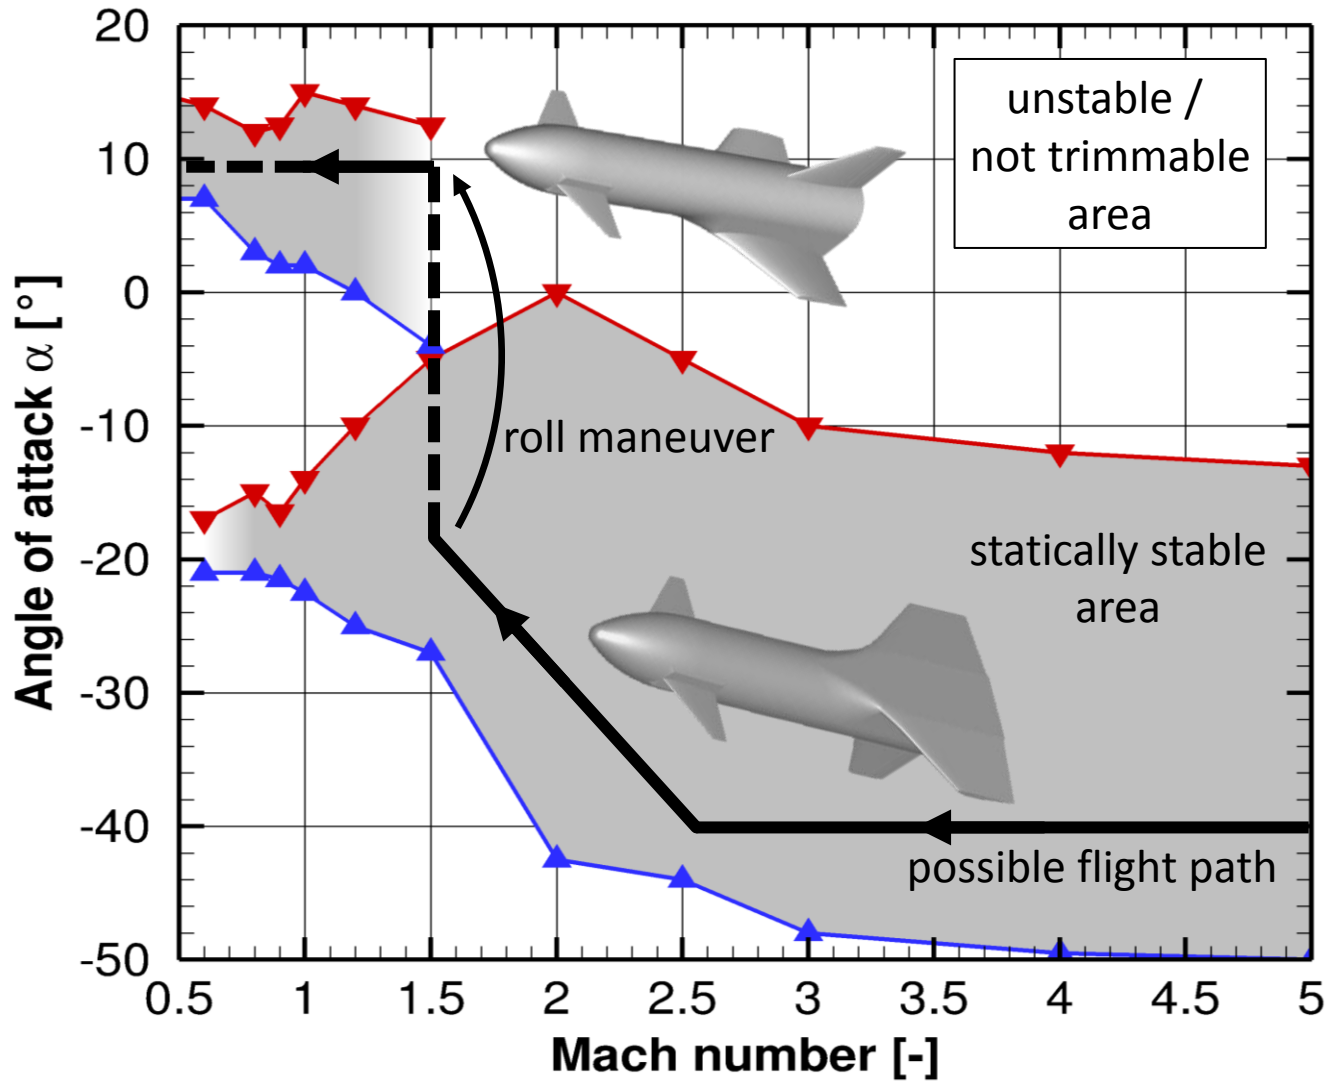 20
10
0
-10
-20
-30
-40
-50
Angle of attack α [°]
unstable /
not trimmable
area
roll maneuver
statically stable
area
possible flight path
0.5 1 1.5 2 2.5 3 3.5 4 4.5 5
Mach number [-]